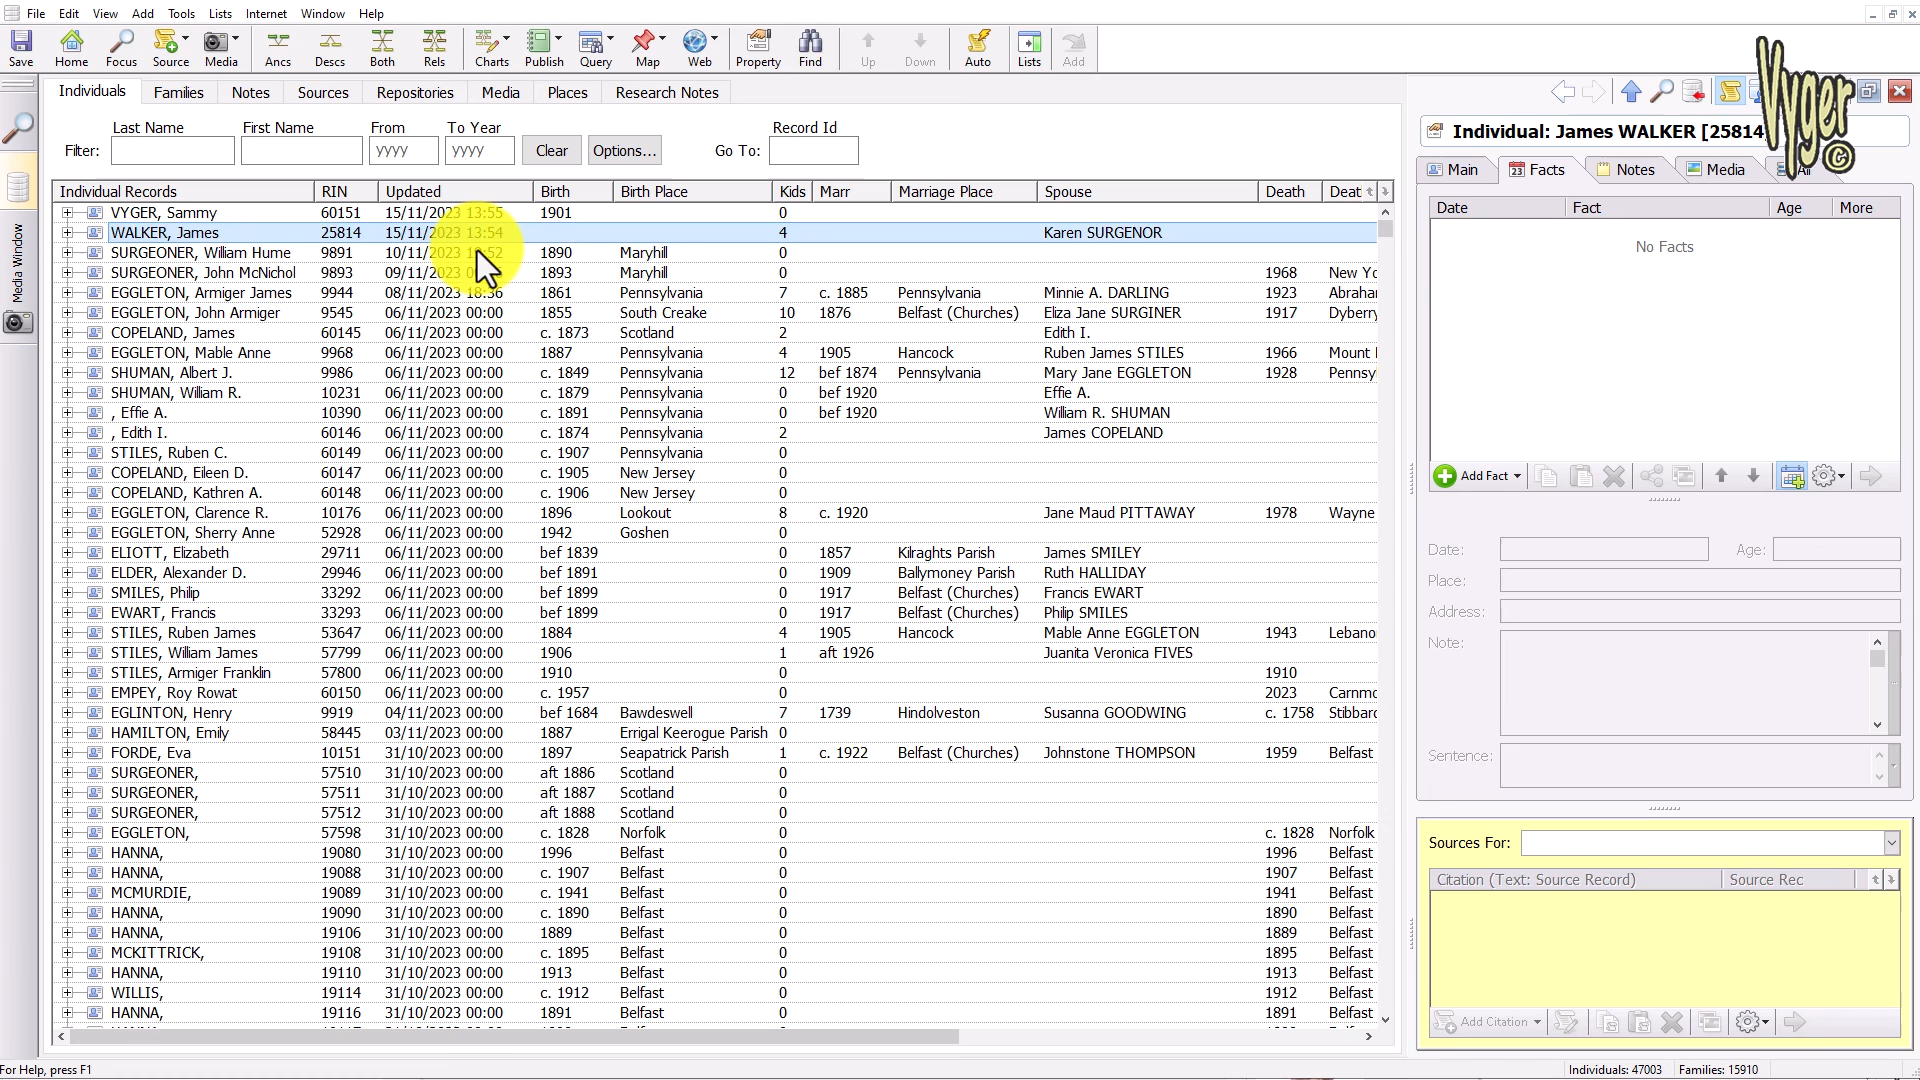 File Edit View Add Tools Lists Internet Window Help
Save Home Focus Source Media Ancs Descs Both Rels Charts Publish Query Map Web Property Find Up Down Auto Lists Add
Vyger ©
Individuals Families Notes Sources Repositories Media Places Research Notes
Last Name First Name From To Year Record Id
Filter: yyyy yyyy Clear Options... Go To:
Individual Records RIN Updated Birth Birth Place Kids Marr Marriage Place Spouse Death
VYGER, Sammy 60151 15/11/2023 13:55 1901 0
WALKER, James 25814 15/11/2023 13:54 4 Karen SURGENOR
SURGEONER, William Hume 9891 10/11/2023 1890 Maryhill 0
SURGEONER, John McNichol 9893 09/11/2023 1893 Maryhill 0 1968 New Yo
EGGLETON, Armiger James 9944 08/11/2023 18:36 1861 Pennsylvania 7 c. 1885 Pennsylvania Minnie A. DARLING 1923 Abrahar
EGGLETON, John Armiger 9545 06/11/2023 00:00 1855 South Creake 10 1876 Belfast (Churches) Eliza Jane SURGINER 1917 Dyberry
COPELAND, James 60145 06/11/2023 00:00 c. 1873 Scotland 2 Edith I.
EGGLETON, Mable Anne 9968 06/11/2023 00:00 1887 Pennsylvania 4 1905 Hancock Ruben James STILES 1966 Mount
SHUMAN, Albert J. 9986 06/11/2023 00:00 c. 1849 Pennsylvania 12 bef 1874 Pennsylvania Mary Jane EGGLETON 1928 Pennsy
SHUMAN, William R. 10231 06/11/2023 00:00 c. 1879 Pennsylvania 0 bef 1920 Effie A.
, Effie A. 10390 06/11/2023 00:00 c. 1891 Pennsylvania 0 bef 1920 William R. SHUMAN
, Edith I. 60146 06/11/2023 00:00 c. 1874 Pennsylvania 2 James COPELAND
STILES, Ruben C. 60149 06/11/2023 00:00 c. 1907 Pennsylvania 0
COPELAND, Eileen D. 60147 06/11/2023 00:00 c. 1905 New Jersey 0
COPELAND, Kathren A. 60148 06/11/2023 00:00 c. 1906 New Jersey 0
EGGLETON, Clarence R. 10176 06/11/2023 00:00 1896 Lookout 8 c. 1920 Jane Maud PITTAWAY 1978 Wayne
EGGLETON, Sherry Anne 52928 06/11/2023 00:00 1942 Goshen 0
ELIOTT, Elizabeth 29711 06/11/2023 00:00 bef 1839 0 1857 Kilraghts Parish James SMILEY
ELDER, Alexander D. 29946 06/11/2023 00:00 bef 1891 0 1909 Ballymoney Parish Ruth HALLIDAY
SMILES, Philip 33292 06/11/2023 00:00 bef 1899 0 1917 Belfast (Churches) Francis EWART
EWART, Francis 33293 06/11/2023 00:00 bef 1899 0 1917 Belfast (Churches) Philip SMILES
STILES, Ruben James 53647 06/11/2023 00:00 1884 4 1905 Hancock Mable Anne EGGLETON 1943 Lebano
STILES, William James 57799 06/11/2023 00:00 1906 1 aft 1926 Juanita Veronica FIVES
STILES, Armiger Franklin 57800 06/11/2023 00:00 1910 0 1910
EMPEY, Roy Rowat 60150 06/11/2023 00:00 c. 1957 0 2023 Carnmo
EGLINTON, Henry 9919 04/11/2023 00:00 bef 1684 Bawdeswell 7 1739 Hindolveston Susanna GOODWING c. 1758 Stibbard
HAMILTON, Emily 58445 03/11/2023 00:00 1887 Errigal Keerogue Parish 0
FORDE, Eva 10151 31/10/2023 00:00 1897 Seapatrick Parish 1 c. 1922 Belfast (Churches) Johnstone THOMPSON 1959 Belfast
SURGEONER, 57510 31/10/2023 00:00 aft 1886 Scotland 0
SURGEONER, 57511 31/10/2023 00:00 aft 1887 Scotland 0
SURGEONER, 57512 31/10/2023 00:00 aft 1888 Scotland 0
EGGLETON, 57598 31/10/2023 00:00 c. 1828 Norfolk 0 c. 1828 Norfolk
HANNA, 19080 31/10/2023 00:00 1996 Belfast 0 1996 Belfast
HANNA, 19088 31/10/2023 00:00 c. 1907 Belfast 0 1907 Belfast
MCMURDIE, 19089 31/10/2023 00:00 c. 1941 Belfast 0 1941 Belfast
HANNA, 19090 31/10/2023 00:00 c. 1890 Belfast 0 1890 Belfast
HANNA, 19106 31/10/2023 00:00 1889 Belfast 0 1889 Belfast
MCKITTRICK, 19108 31/10/2023 00:00 c. 1895 Belfast 0 1895 Belfast
HANNA, 19110 31/10/2023 00:00 1913 Belfast 0 1913 Belfast
WILLIS, 19114 31/10/2023 00:00 c. 1912 Belfast 0 1912 Belfast
HANNA, 19116 31/10/2023 00:00 1891 Belfast 0 1891 Belfast
Media Window
Individual: James WALKER [25814
Main 23 Facts Notes Media All
Date Fact Age More
No Facts
Add Fact
Date: Age:
Place:
Address:
Note:
Sentence:
Sources For:
Citation (Text: Source Record) Source Rec
Add Citation
For Help, press F1 Individuals: 47003 Families: 15910